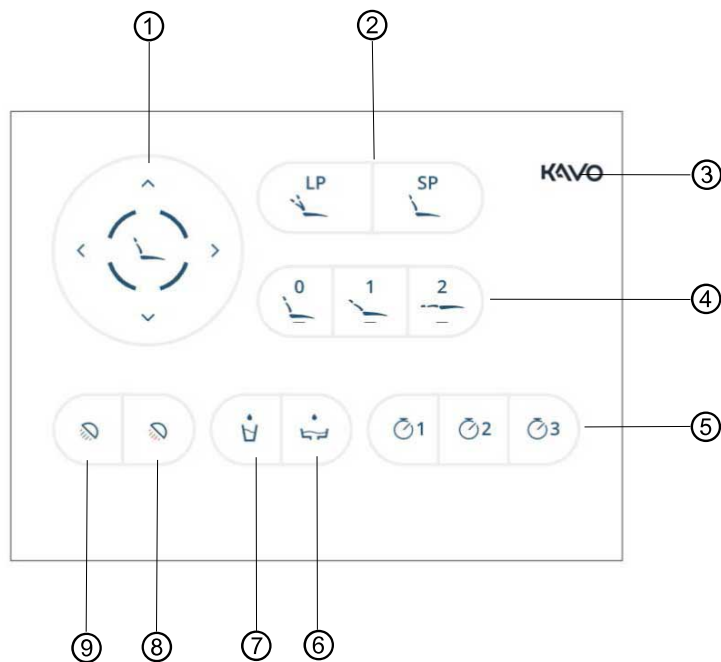 ① ②
LP SP KAVO ③
0 1 2 ④
1 2 3 ⑤
⑨ ⑧ ⑦ ⑥